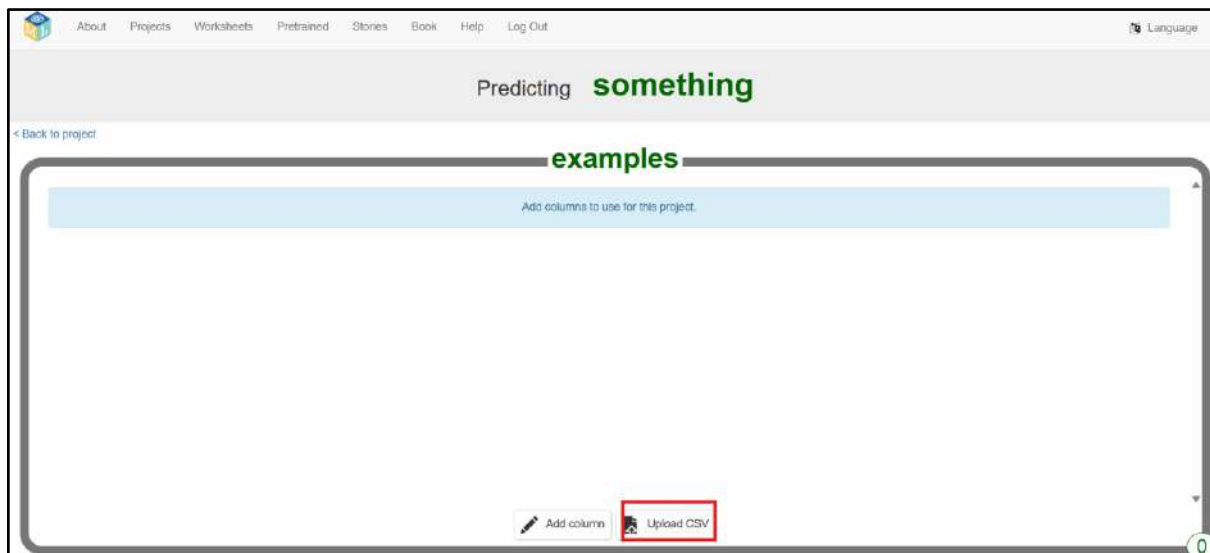 About Projects Worksheets Pretrained Stories Book Help Log Out Language
Predicting something
< Back to project
examples
Add columns to use for this project.
Add column Upload CSV
0